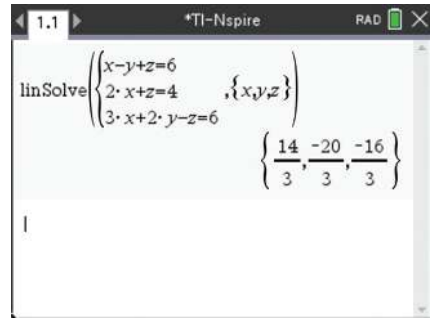 1.1 *TI-Nspire RAD
x−y+z=6
linSolve({2·x+z=4 ,{x,y,z})
3·x+2·y−z=6
{14/3, -20/3, -16/3}